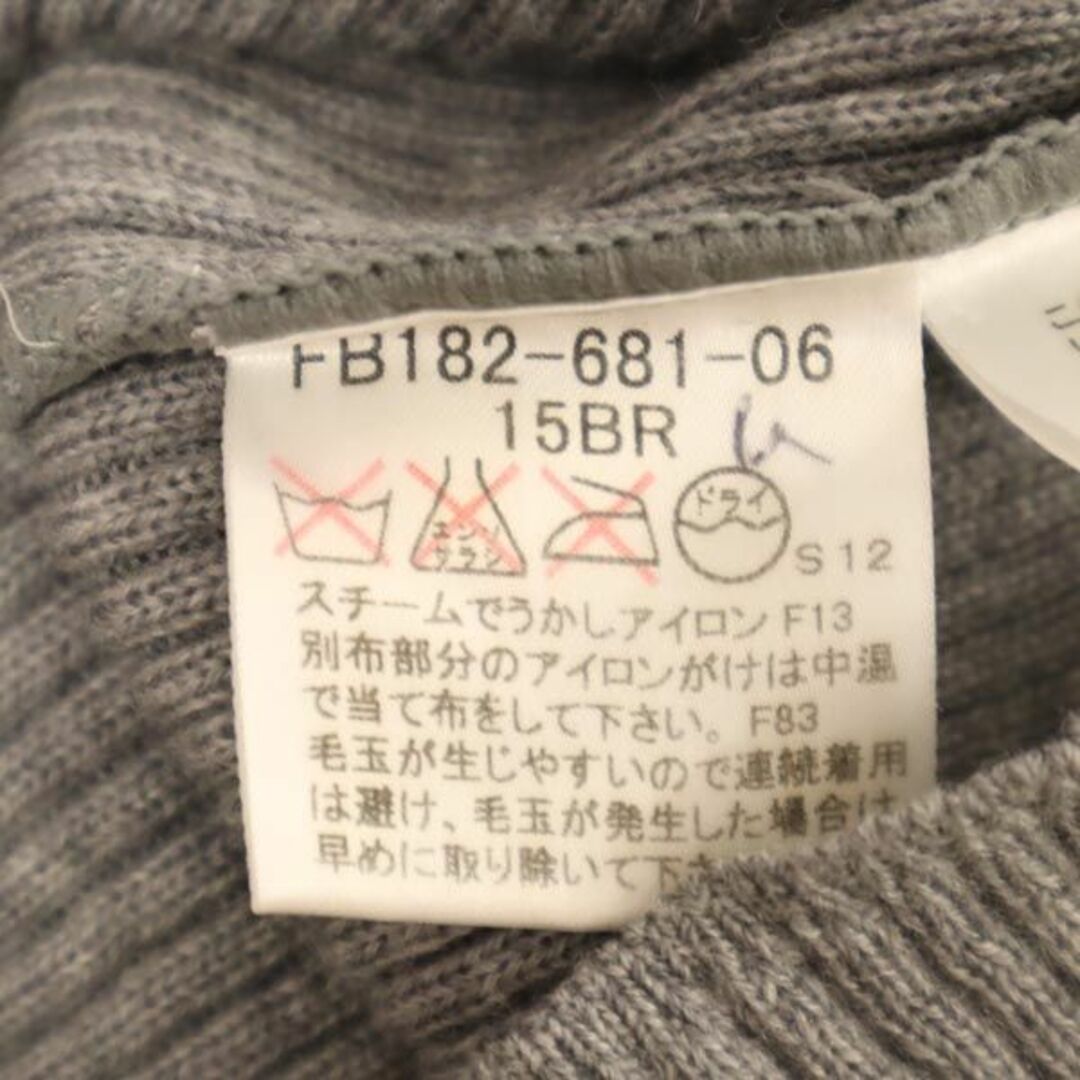 FB182-681-06
15BR
エンソ
サラシ
ドライ
S 12
スチームでうかしアイロン F13
別布部分のアイロンがけは中温
で当て布をして下さい。 F83
毛玉が生じやすいので連続着用
は避け、毛玉が発生した場合は
早めに取り除いて下さ